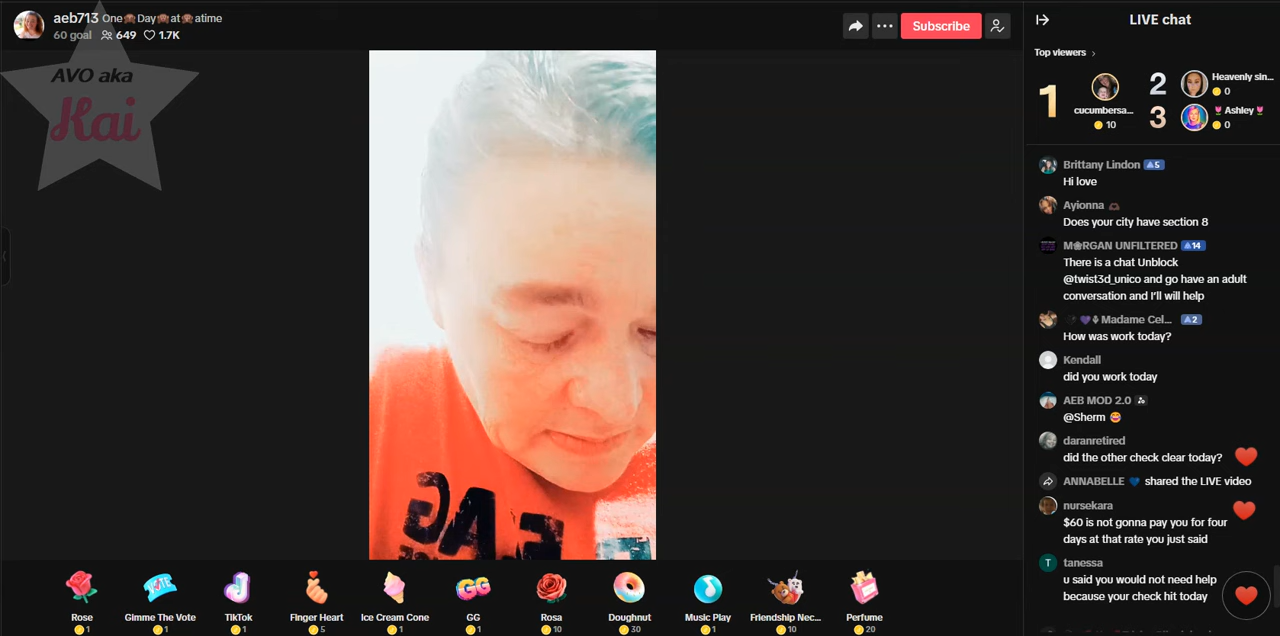 aeb713 One🙈Day🙈at🙈atime
60 goal 649 1.7K
Subscribe
AVO aka
Kai
LIVE chat
Top viewers
1
cucumbersa...
10
2
Heavenly sin...
0
3
🌷Ashley🌷
0
Brittany Lindon 5
Hi love
Ayionna
Does your city have section 8
M❀RGAN UNFILTERED 14
There is a chat Unblock
@twist3d_unico and go have an adult
conversation and I'll will help
Madame Cel... 2
How was work today?
Kendall
did you work today
AEB MOD 2.0
@Sherm 🤩
daranretired
did the other check clear today?
ANNABELLE 💙 shared the LIVE video
nursekara
$60 is not gonna pay you for four
days at that rate you just said
T tanessa
u said you would not need help
because your check hit today
Rose
1
VOTE
GImme The Vote
1
TikTok
1
Finger Heart
5
Ice Cream Cone
1
GG
GG
1
Rosa
10
Doughnut
30
Music Play
1
Friendship Nec...
10
Perfume
20